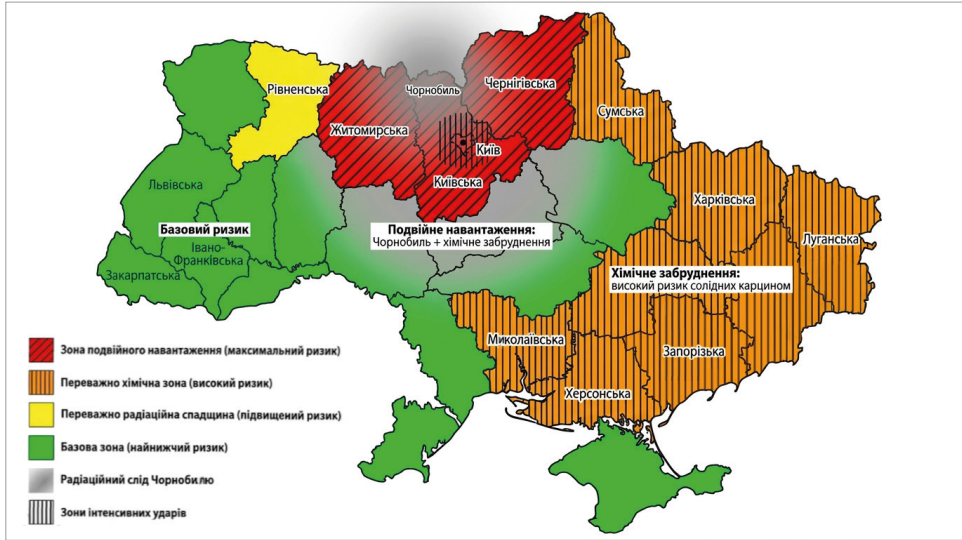 Рівненська
Чорнобиль
Чернігівська
Сумська
Житомирська
Київ
Київська
Львівська
Харківська
Базовий ризик
Подвійне навантаження:
Чорнобиль + хімічне забруднення
Луганська
Івано-
Франківська
Закарпатська
Хімічне забруднення:
високий ризик солідних карцином
Миколаївська
Запорізька
Херсонська
Зона подвійного навантаження (максимальний ризик)
Переважно хімічна зона (високий ризик)
Переважно радіаційна спадщина (підвищений ризик)
Базова зона (найнижчий ризик)
Радіаційний слід Чорнобилю
Зони інтенсивних ударів